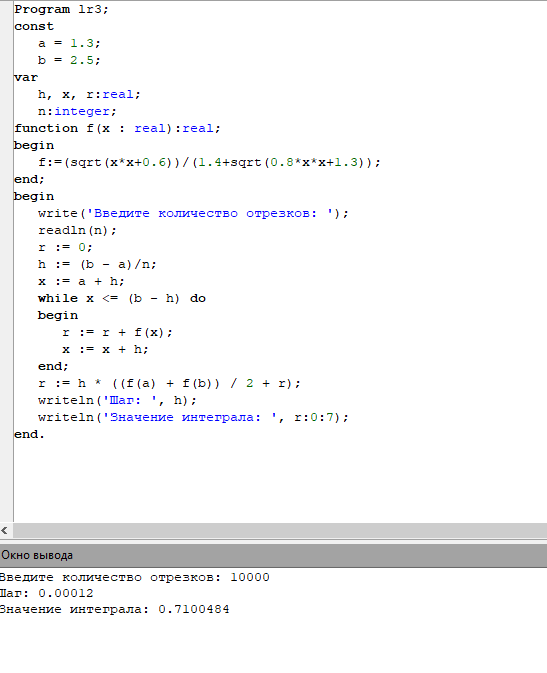 Program lr3;
const
a = 1.3;
b = 2.5;
var
h, x, r:real;
n:integer;
function f(x : real):real;
begin
f:=(sqrt(x*x+0.6))/(1.4+sqrt(0.8*x*x+1.3));
end;
begin
write('Введите количество отрезков: ');
readln(n);
r := 0;
h := (b - a)/n;
x := a + h;
while x <= (b - h) do
begin
r := r + f(x);
x := x + h;
end;
r := h * ((f(a) + f(b)) / 2 + r);
writeln('Шаг: ', h);
writeln('Значение интеграла: ', r:0:7);
end.
Окно вывода
Введите количество отрезков: 10000
Шаг: 0.00012
Значение интеграла: 0.7100484